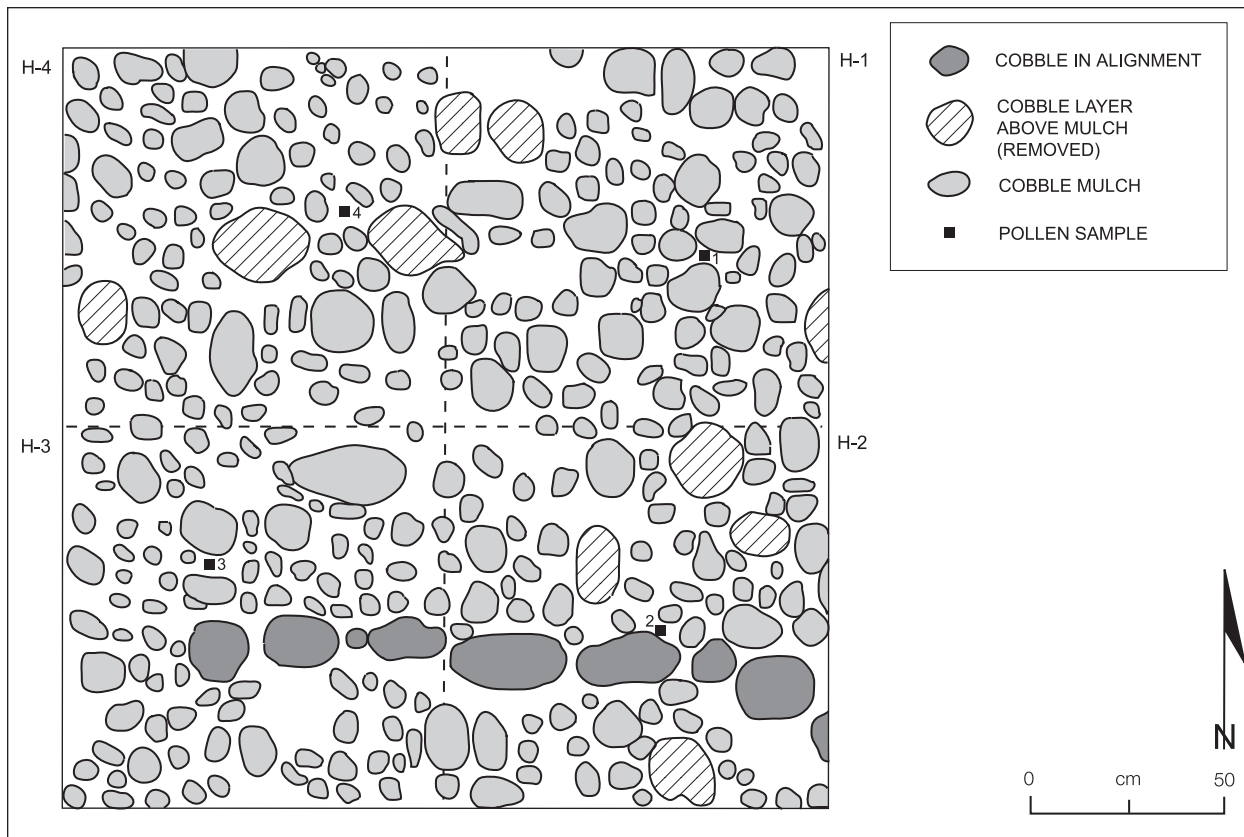 H-4
H-1
COBBLE IN ALIGNMENT
COBBLE LAYER
ABOVE MULCH
(REMOVED)
COBBLE MULCH
POLLEN SAMPLE
4
1
H-3
H-2
3
2
N
0 cm 50